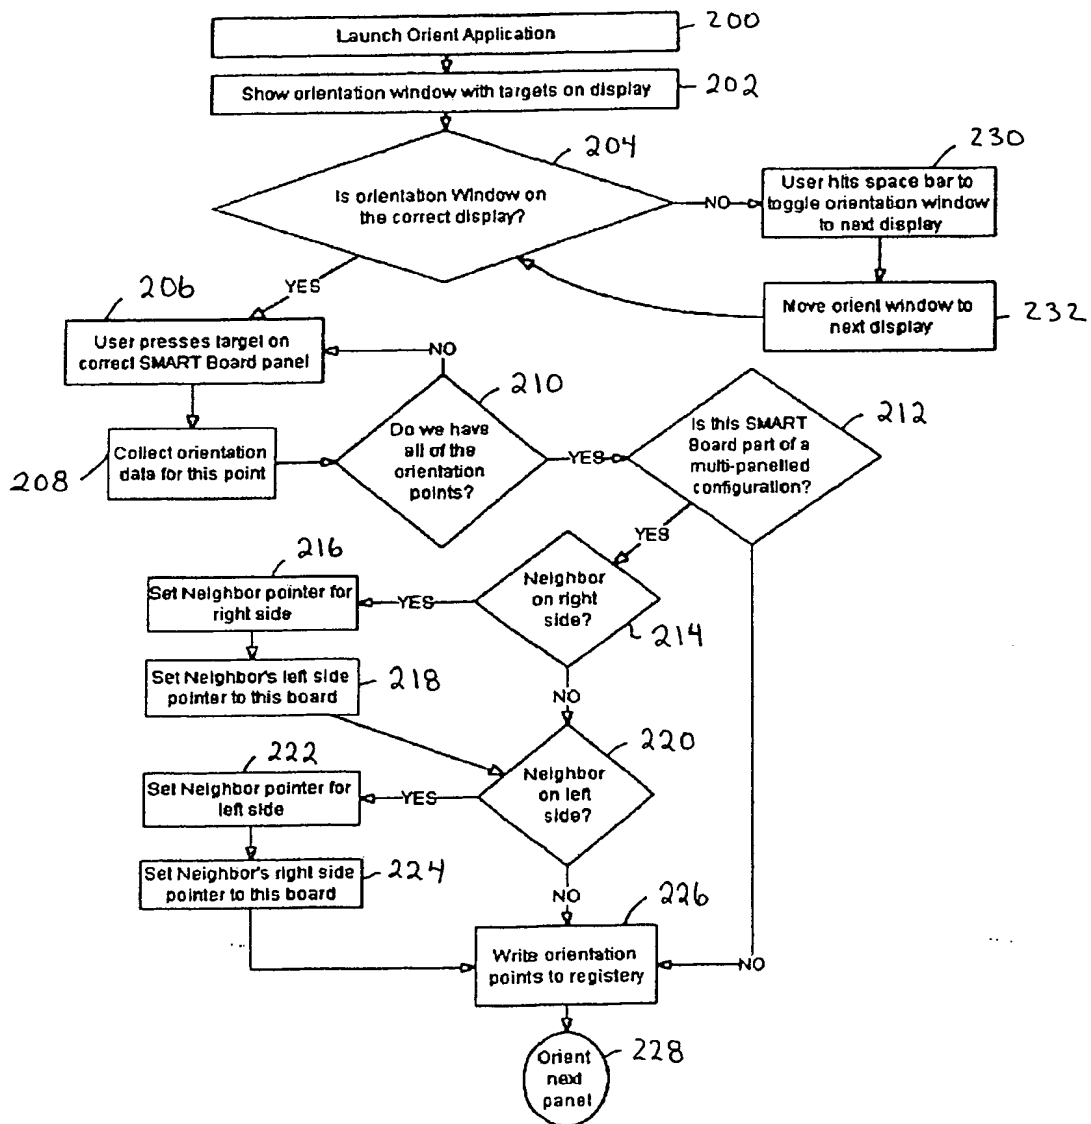 Launch Orient Application
200
Show orientation window with targets on display
202
204
Is orientation Window on
the correct display?
NO
230
User hits space bar to
toggle orientation window
to next display
Move orient window to
next display
232
YES
206
User presses target on
correct SMART Board panel
NO
208
Collect orientation
data for this point
210
Do we have
all of the
orientation
points?
YES
212
Is this SMART
Board part of a
multi-panelled
configuration?
YES
216
Set Neighbor pointer for
right side
YES
Neighbor
on right
side?
214
Set Neighbor's left side
pointer to this board
218
NO
222
Set Neighbor pointer for
left side
YES
Neighbor
on left
side?
220
Set Neighbor's right side
pointer to this board
224
NO
226
Write orientation
points to registery
NO
Orient
next
panel
228